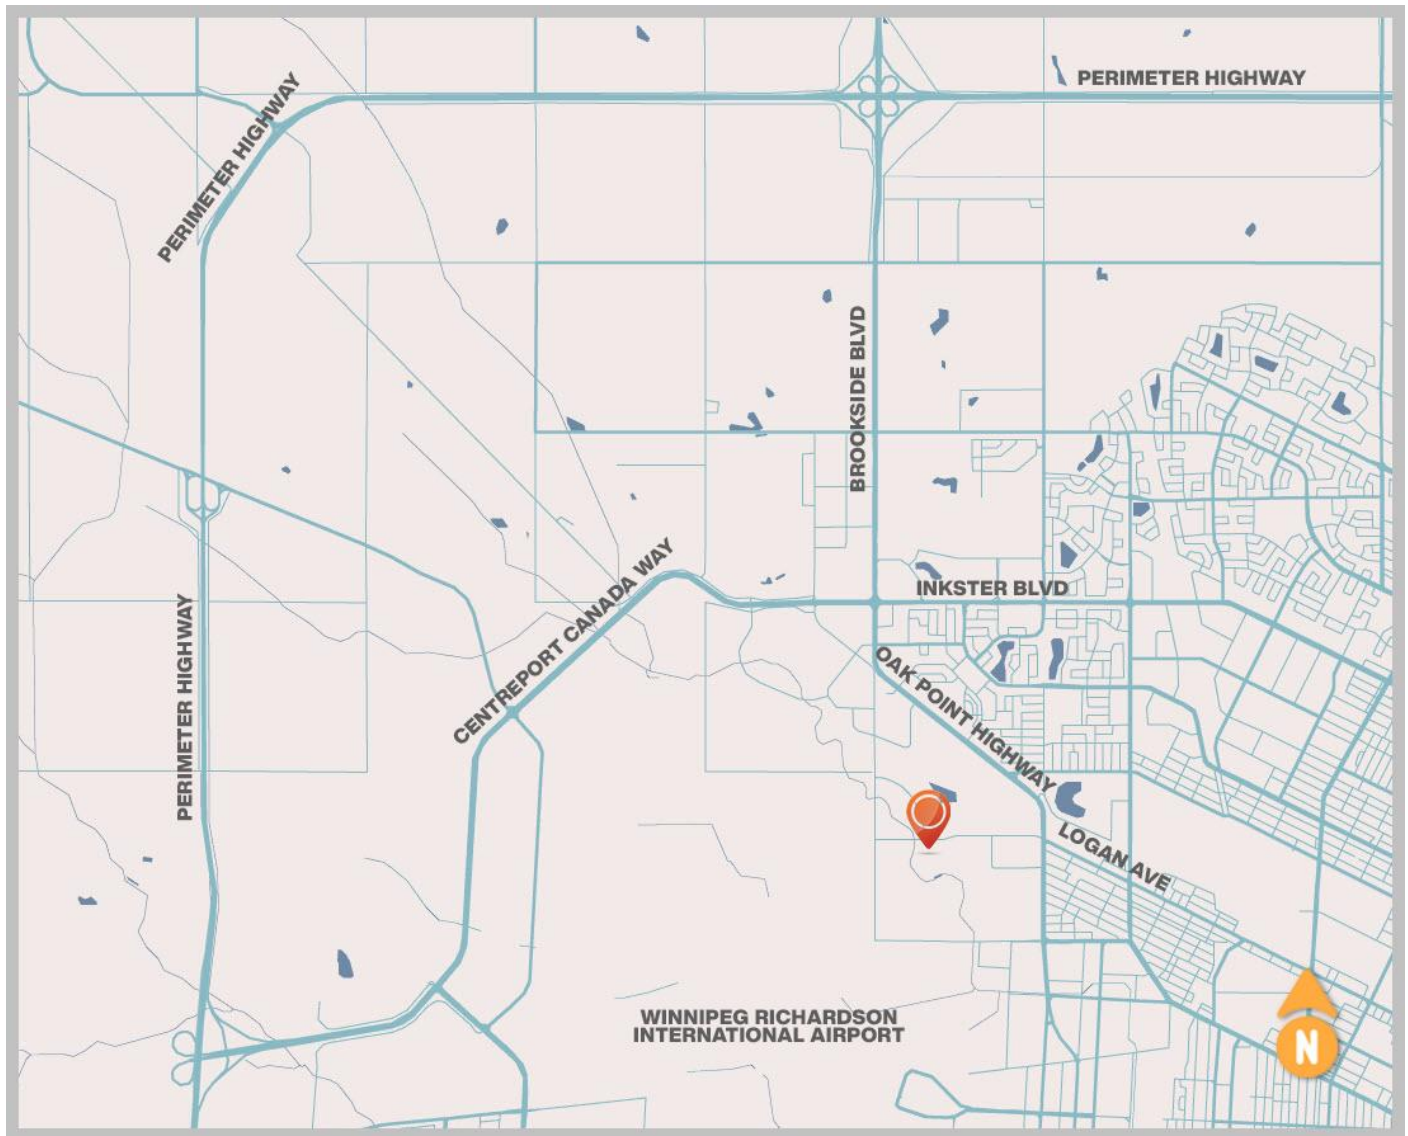 PERIMETER HIGHWAY
PERIMETER HIGHWAY
BROOKSIDE BLVD
CENTREPORT CANADA WAY
INKSTER BLVD
PERIMETER HIGHWAY
OAK POINT HIGHWAY
LOGAN AVE
WINNIPEG RICHARDSON
INTERNATIONAL AIRPORT
N